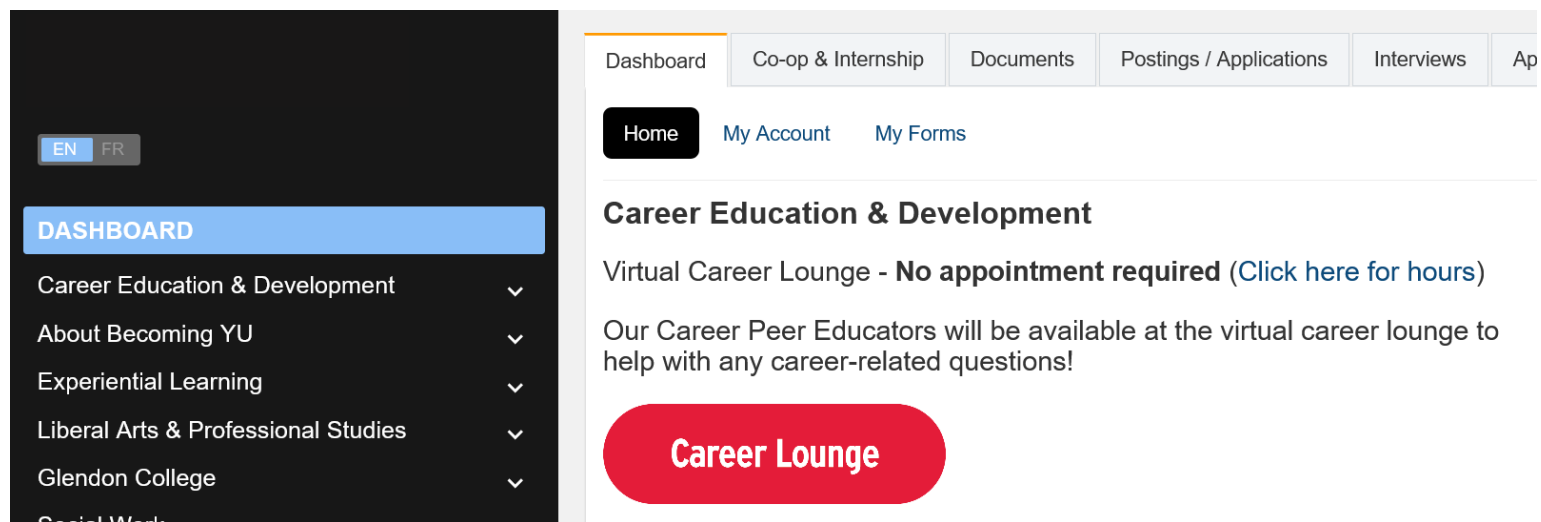 EN FR
DASHBOARD
Career Education & Development
About Becoming YU
Experiential Learning
Liberal Arts & Professional Studies
Glendon College
Dashboard Co-op & Internship Documents Postings / Applications Interviews
Home My Account My Forms
Career Education & Development
Virtual Career Lounge - No appointment required (Click here for hours)
Our Career Peer Educators will be available at the virtual career lounge to
help with any career-related questions!
Career Lounge